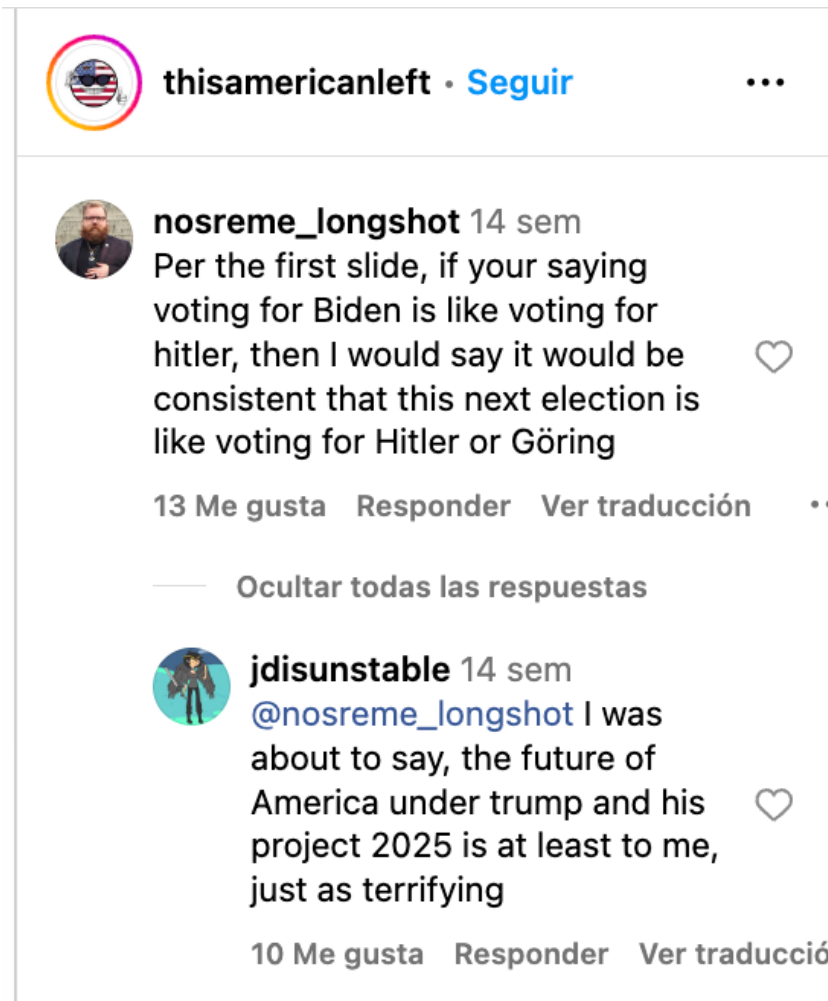 thisamericanleft • Seguir
nosreme_longshot 14 sem
Per the first slide, if your saying
voting for Biden is like voting for
hitler, then I would say it would be
consistent that this next election is
like voting for Hitler or Göring
13 Me gusta Responder Ver traducción
Ocultar todas las respuestas
jdisunstable 14 sem
@nosreme_longshot I was
about to say, the future of
America under trump and his
project 2025 is at least to me,
just as terrifying
10 Me gusta Responder Ver traducció